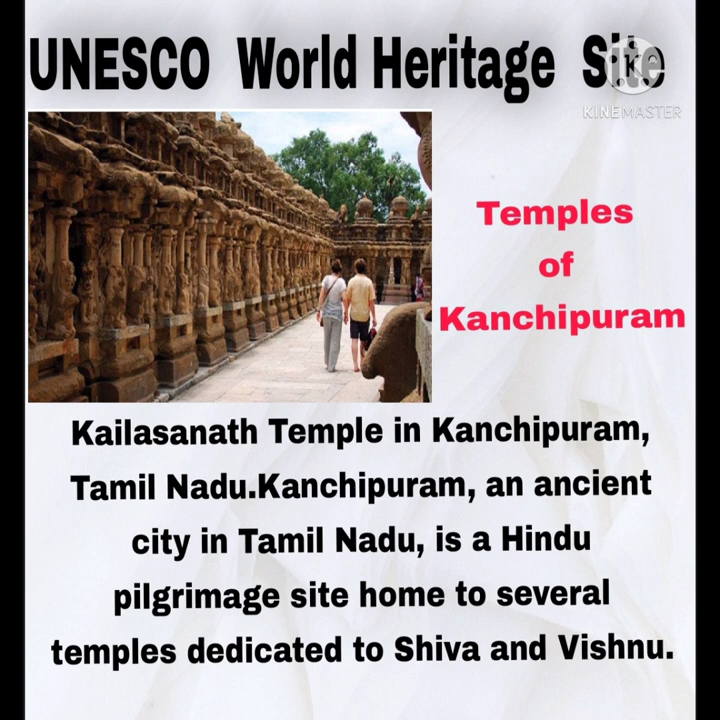 UNESCO World Heritage Site
KINEMASTER
Temples
of
Kanchipuram
Kailasanath Temple in Kanchipuram,
Tamil Nadu.Kanchipuram, an ancient
city in Tamil Nadu, is a Hindu
pilgrimage site home to several
temples dedicated to Shiva and Vishnu.